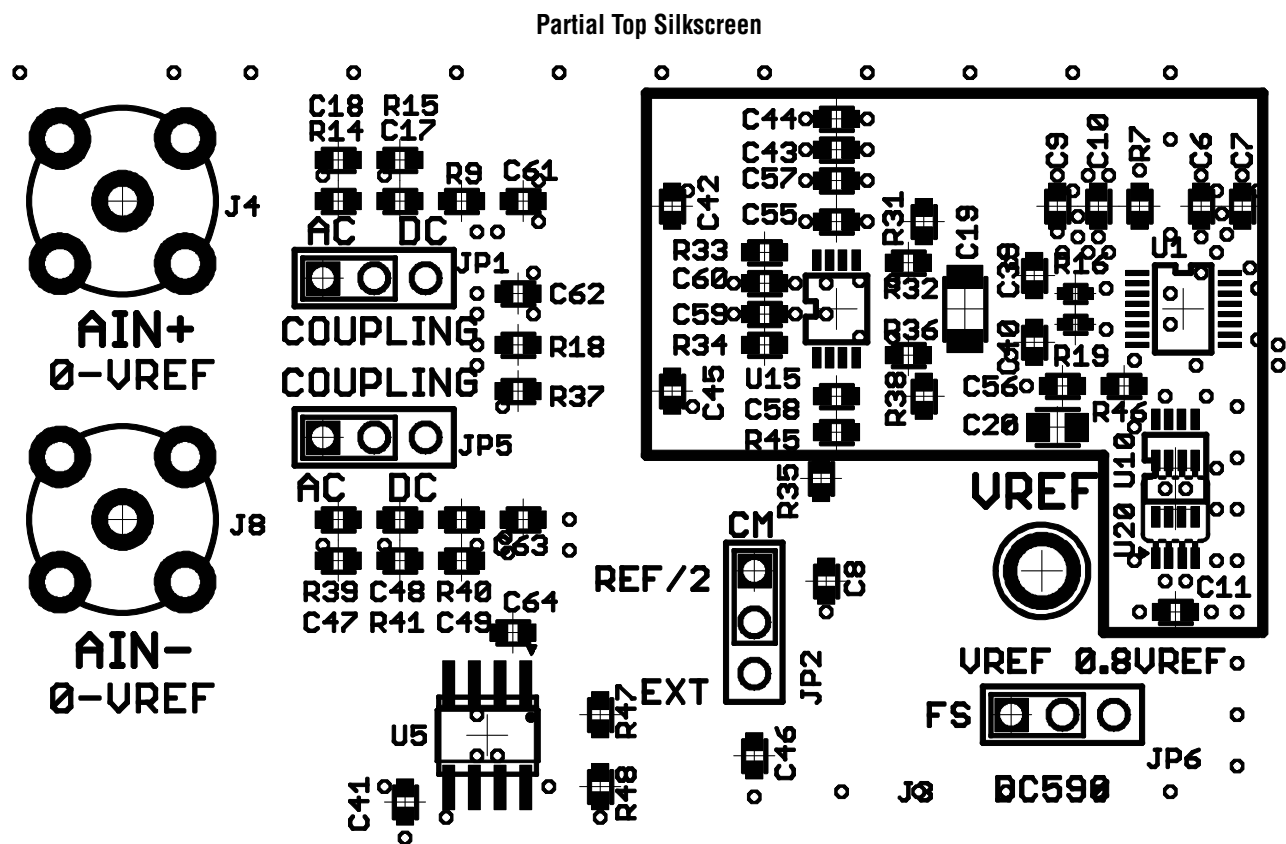 Partial Top Silkscreen
C18 R15
R14 C17
R9 C61
J4
AC DC
JP1
AIN+
0-VREF
COUPLING
C62
R18
COUPLING
R37
JP5
AC DC
J8
AIN-
0-VREF
C63
R39 C48 R40
C47 R41 C49
C64
U5
C41
R47
R48
C44
C43
C57
C55
C42
R33
C60
C59
R34
C45
U15
C58
R45
R35
R31
R32
R36
R38
C19
C39
C40
R16
R19
C56
C20
R46
C9
C10
R7
C6
C7
U1
U10
U20
VREF
CM
REF/2
EXT
JP2
C8
C46
C11
VREF 0.8VREF
FS
JP6
J3 DC590